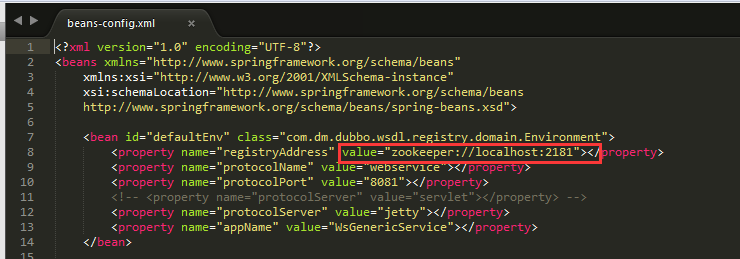 beans-config.xml ×
1 <?xml version="1.0" encoding="UTF-8"?>
2 <beans xmlns="http://www.springframework.org/schema/beans"
3 xmlns:xsi="http://www.w3.org/2001/XMLSchema-instance"
4 xsi:schemaLocation="http://www.springframework.org/schema/beans
5 http://www.springframework.org/schema/beans/spring-beans.xsd">
6
7 <bean id="defaultEnv" class="com.dm.dubbo.wsdl.registry.domain.Environment">
8 <property name="registryAddress" value="zookeeper://localhost:2181"></property>
9 <property name="protocolName" value="webservice"></property>
10 <property name="protocolPort" value="8081"></property>
11 <!-- <property name="protocolServer" value="servlet"></property> -->
12 <property name="protocolServer" value="jetty"></property>
13 <property name="appName" value="WsGenericService"></property>
14 </bean>